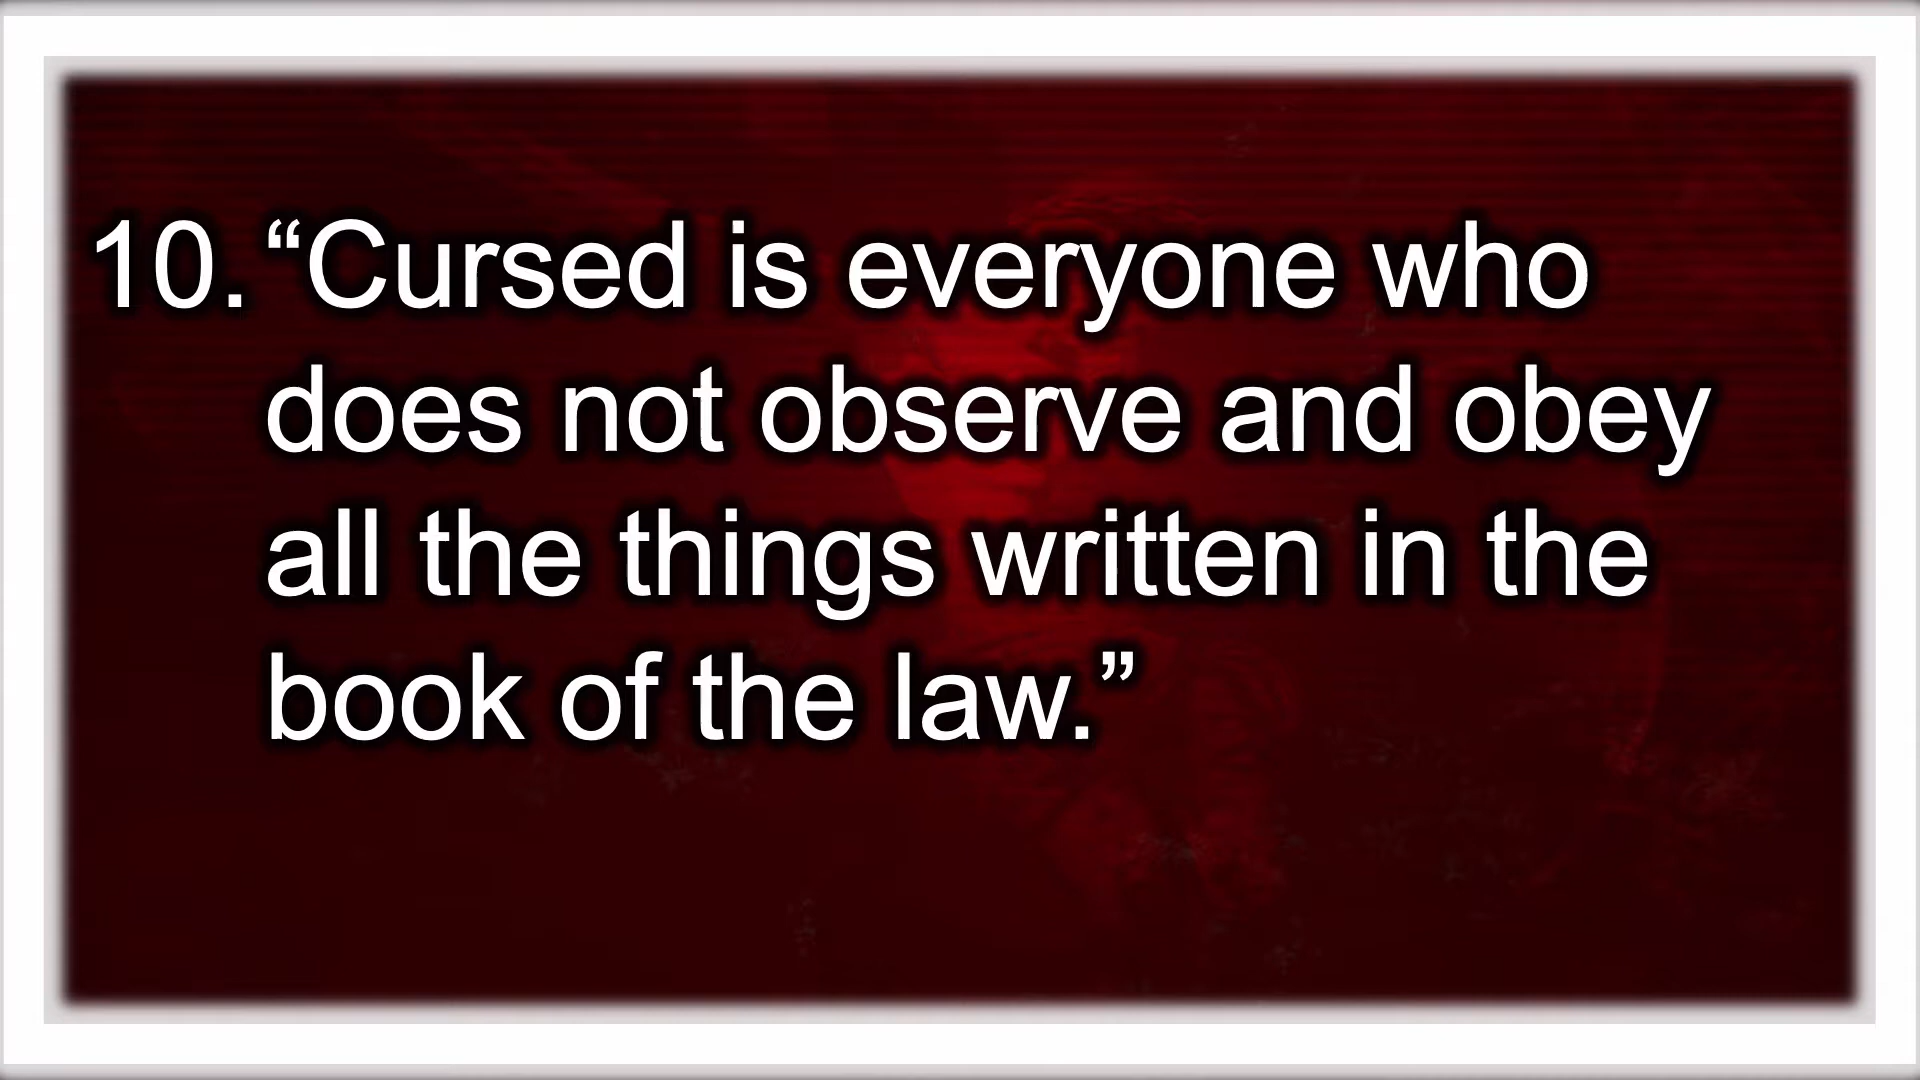 10. “Cursed is everyone who
does not observe and obey
all the things written in the
book of the law.”